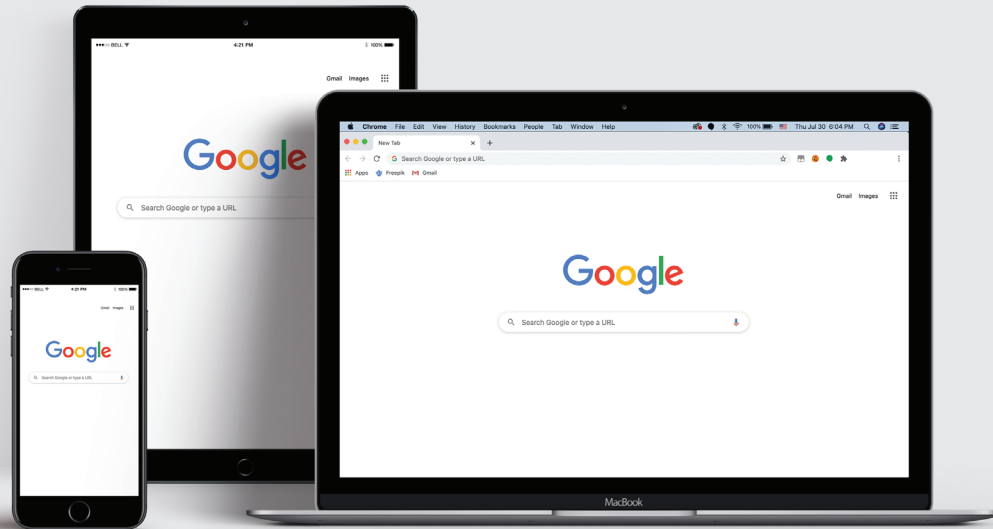 BELL 4:21 PM 100%
Gmail Images
Google
Search Google or type a URL
BELL 4:21 PM 100%
Gmail Images
Google
Search Google or type a URL
Chrome File Edit View History Bookmarks People Tab Window Help 100% Thu Jul 30 6:04 PM
New Tab
Search Google or type a URL
Apps Freepik Gmail
Gmail Images
Google
Search Google or type a URL
MacBook